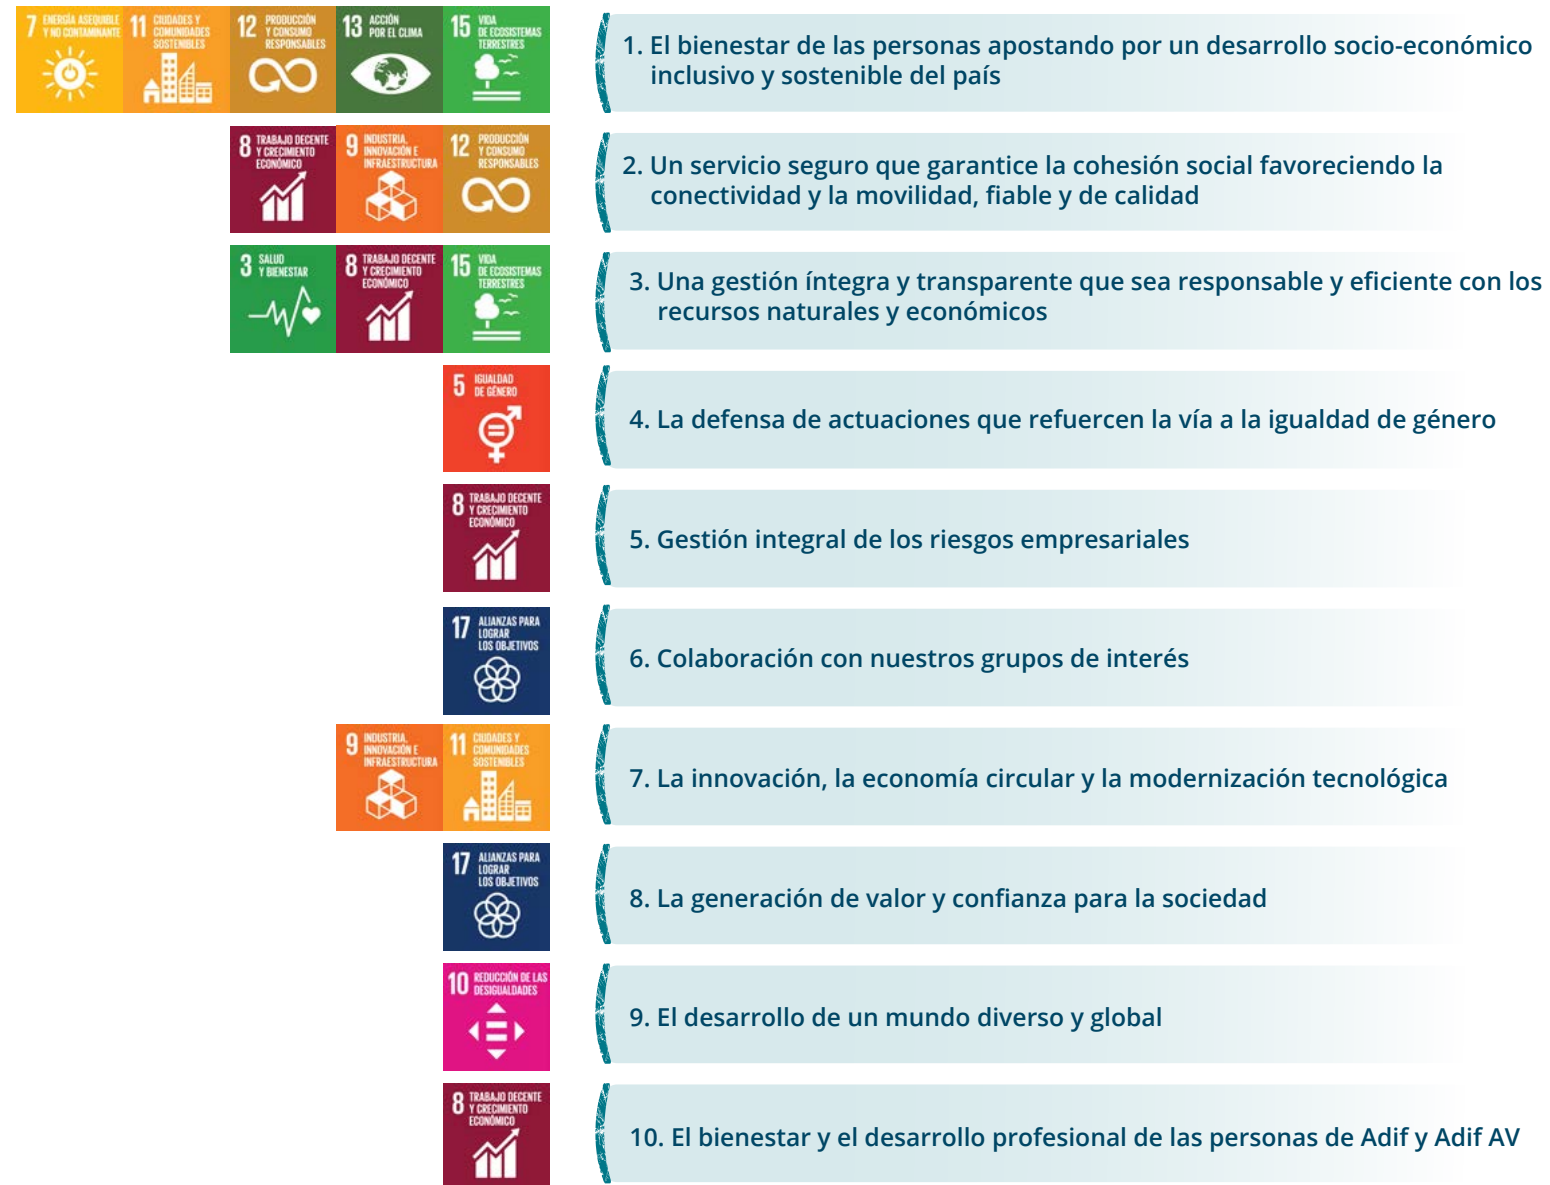 7 ENERGÍA ASEQUIBLE
Y NO CONTAMINANTE
11 CIUDADES Y
COMUNIDADES
SOSTENIBLES
12 PRODUCCIÓN
Y CONSUMO
RESPONSABLES
13 ACCIÓN
POR EL CLIMA
15 VIDA
DE ECOSISTEMAS
TERRESTRES
1. El bienestar de las personas apostando por un desarrollo socio-económico
inclusivo y sostenible del país
8 TRABAJO DECENTE
Y CRECIMIENTO
ECONÓMICO
9 INDUSTRIA,
INNOVACIÓN E
INFRAESTRUCTURA
12 PRODUCCIÓN
Y CONSUMO
RESPONSABLES
2. Un servicio seguro que garantice la cohesión social favoreciendo la
conectividad y la movilidad, fiable y de calidad
3 SALUD
Y BIENESTAR
8 TRABAJO DECENTE
Y CRECIMIENTO
ECONÓMICO
15 VIDA
DE ECOSISTEMAS
TERRESTRES
3. Una gestión íntegra y transparente que sea responsable y eficiente con los
recursos naturales y económicos
5 IGUALDAD
DE GÉNERO
4. La defensa de actuaciones que refuercen la vía a la igualdad de género
8 TRABAJO DECENTE
Y CRECIMIENTO
ECONÓMICO
5. Gestión integral de los riesgos empresariales
17 ALIANZAS PARA
LOGRAR
LOS OBJETIVOS
6. Colaboración con nuestros grupos de interés
9 INDUSTRIA,
INNOVACIÓN E
INFRAESTRUCTURA
11 CIUDADES Y
COMUNIDADES
SOSTENIBLES
7. La innovación, la economía circular y la modernización tecnológica
17 ALIANZAS PARA
LOGRAR
LOS OBJETIVOS
8. La generación de valor y confianza para la sociedad
10 REDUCCIÓN DE LAS
DESIGUALDADES
9. El desarrollo de un mundo diverso y global
8 TRABAJO DECENTE
Y CRECIMIENTO
ECONÓMICO
10. El bienestar y el desarrollo profesional de las personas de Adif y Adif AV